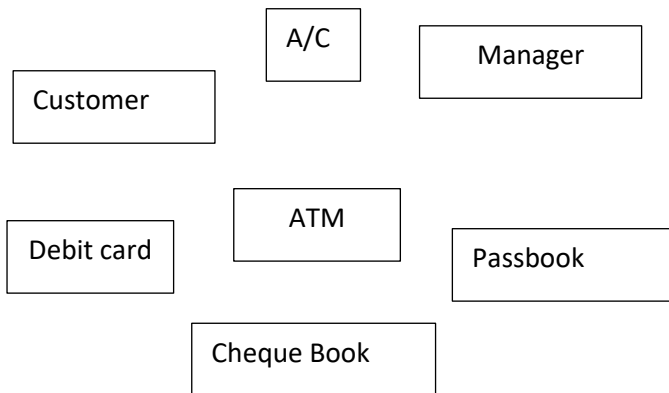 A/C
Manager
Customer
ATM
Debit card
Passbook
Cheque Book